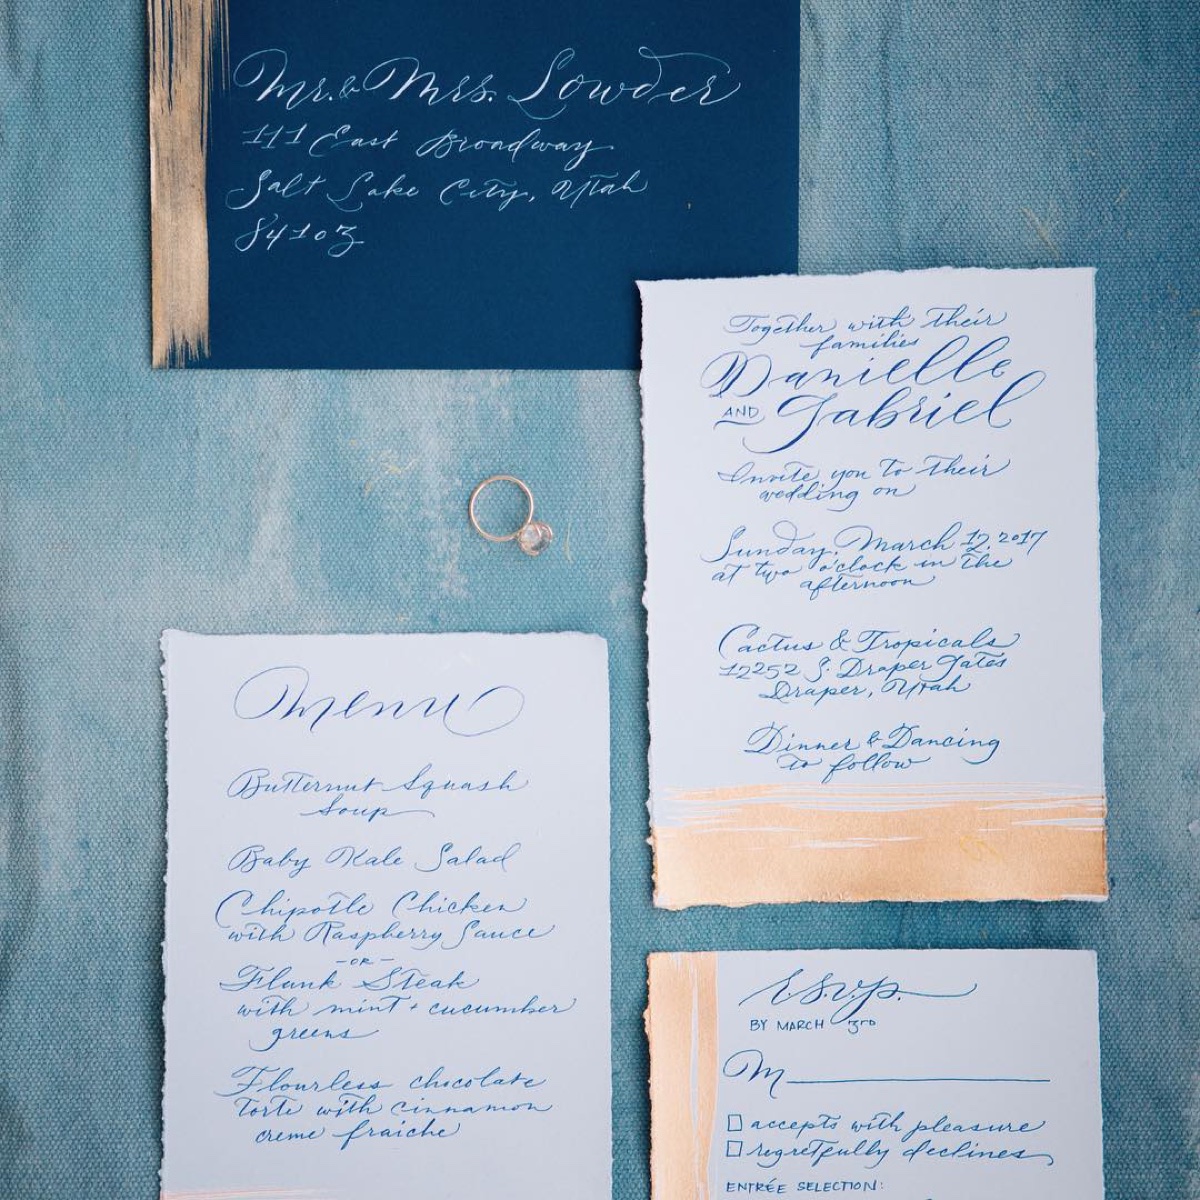 Mr. & Mrs. Lowder
111 East Broadway
Salt Lake City, Utah
84103
Together with their
families
Danielle
AND Gabriel
Invite you to their
wedding on
Sunday, March 12, 2017
at two o'clock in the
afternoon
Cactus & Tropicals
12252 S. Draper Gates
Draper, Utah
Dinner & Dancing
to follow
Menu
Butternut Squash
Soup
Baby Kale Salad
Chipotle Chicken
with Raspberry Sauce
-OR-
Flank Steak
with mint + cucumber
greens
Flourless chocolate
Torte with cinnamon
creme fraiche
r.s.v.p.
BY MARCH 3RD
M
accepts with pleasure
regretfully declines
ENTRÉE SELECTION: